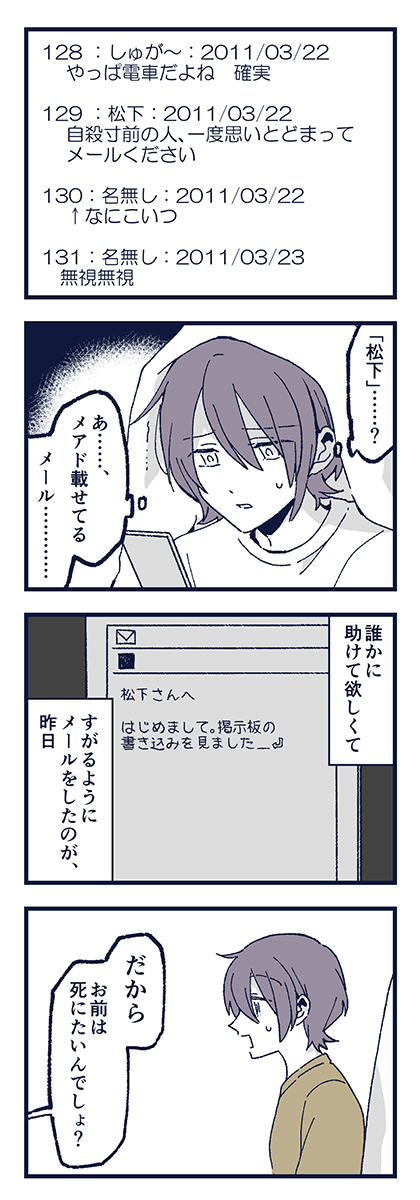 128 ：しゅが～：2011/03/22
やっぱ電車だよね　確実
129 ：松下：2011/03/22
自殺寸前の人、一度思いとどまって
メールください
130：名無し：2011/03/22
↑なにこいつ
131：名無し：2011/03/23
無視無視
「松下」……？
あ……、
メアド載せてる
メール…………
誰かに
助けて欲しくて
松下さんへ
はじめまして。掲示板の
書き込みを見ました＿
すがるように
メールをしたのが、
昨日
だから
お前は
死にたいんでしょ？